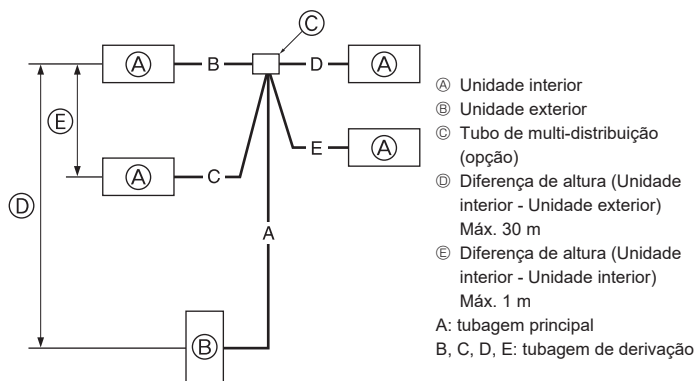 Ⓒ
Ⓐ B D Ⓐ
Ⓔ
Ⓐ C E Ⓐ
Ⓓ
A
Ⓑ
Ⓐ Unidade interior
Ⓑ Unidade exterior
Ⓒ Tubo de multi-distribuição
(opção)
Ⓓ Diferença de altura (Unidade
interior - Unidade exterior)
Máx. 30 m
Ⓔ Diferença de altura (Unidade
interior - Unidade interior)
Máx. 1 m
A: tubagem principal
B, C, D, E: tubagem de derivação